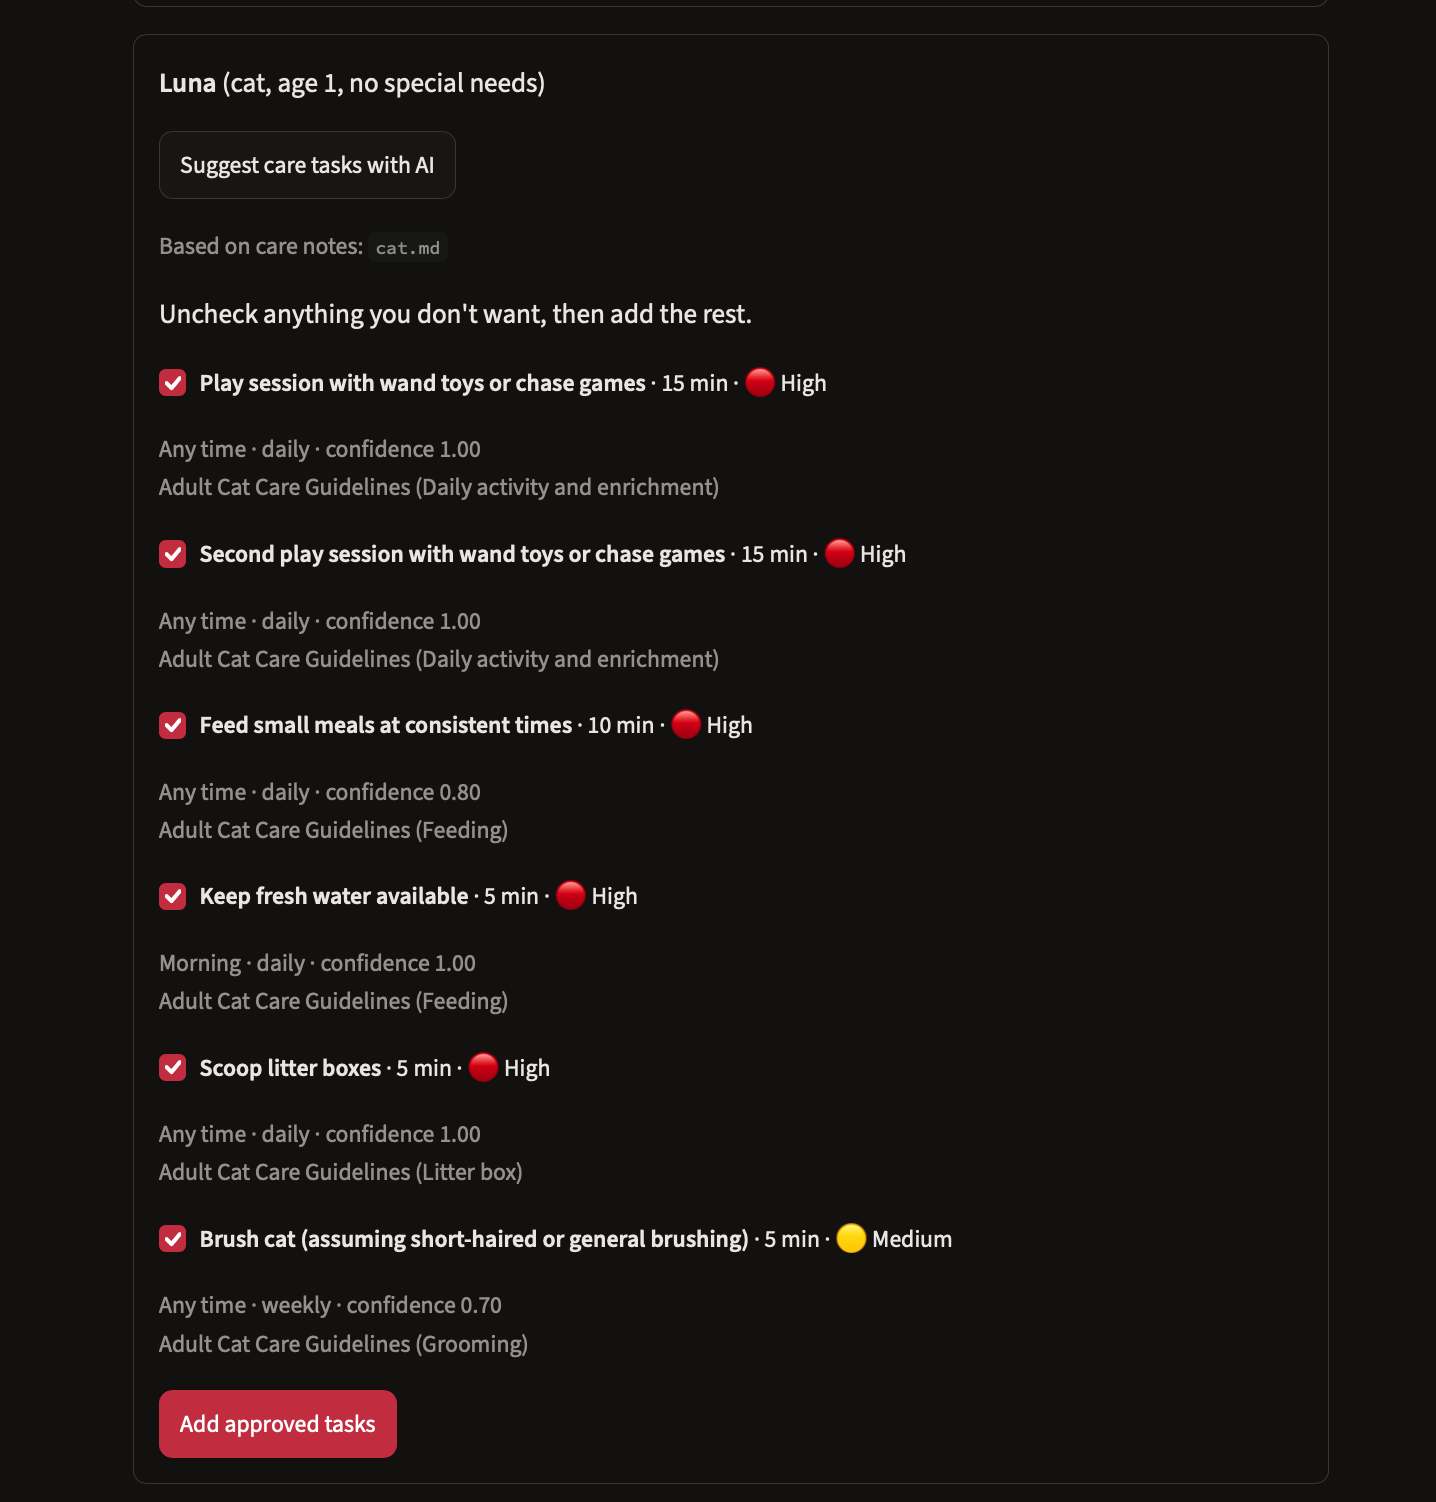 Luna (cat, age 1, no special needs)
Suggest care tasks with AI
Based on care notes: cat.md
Uncheck anything you don't want, then add the rest.
Play session with wand toys or chase games · 15 min · 🔴 High
Any time · daily · confidence 1.00
Adult Cat Care Guidelines (Daily activity and enrichment)
Second play session with wand toys or chase games · 15 min · 🔴 High
Any time · daily · confidence 1.00
Adult Cat Care Guidelines (Daily activity and enrichment)
Feed small meals at consistent times · 10 min · 🔴 High
Any time · daily · confidence 0.80
Adult Cat Care Guidelines (Feeding)
Keep fresh water available · 5 min · 🔴 High
Morning · daily · confidence 1.00
Adult Cat Care Guidelines (Feeding)
Scoop litter boxes · 5 min · 🔴 High
Any time · daily · confidence 1.00
Adult Cat Care Guidelines (Litter box)
Brush cat (assuming short-haired or general brushing) · 5 min · 🟡 Medium
Any time · weekly · confidence 0.70
Adult Cat Care Guidelines (Grooming)
Add approved tasks